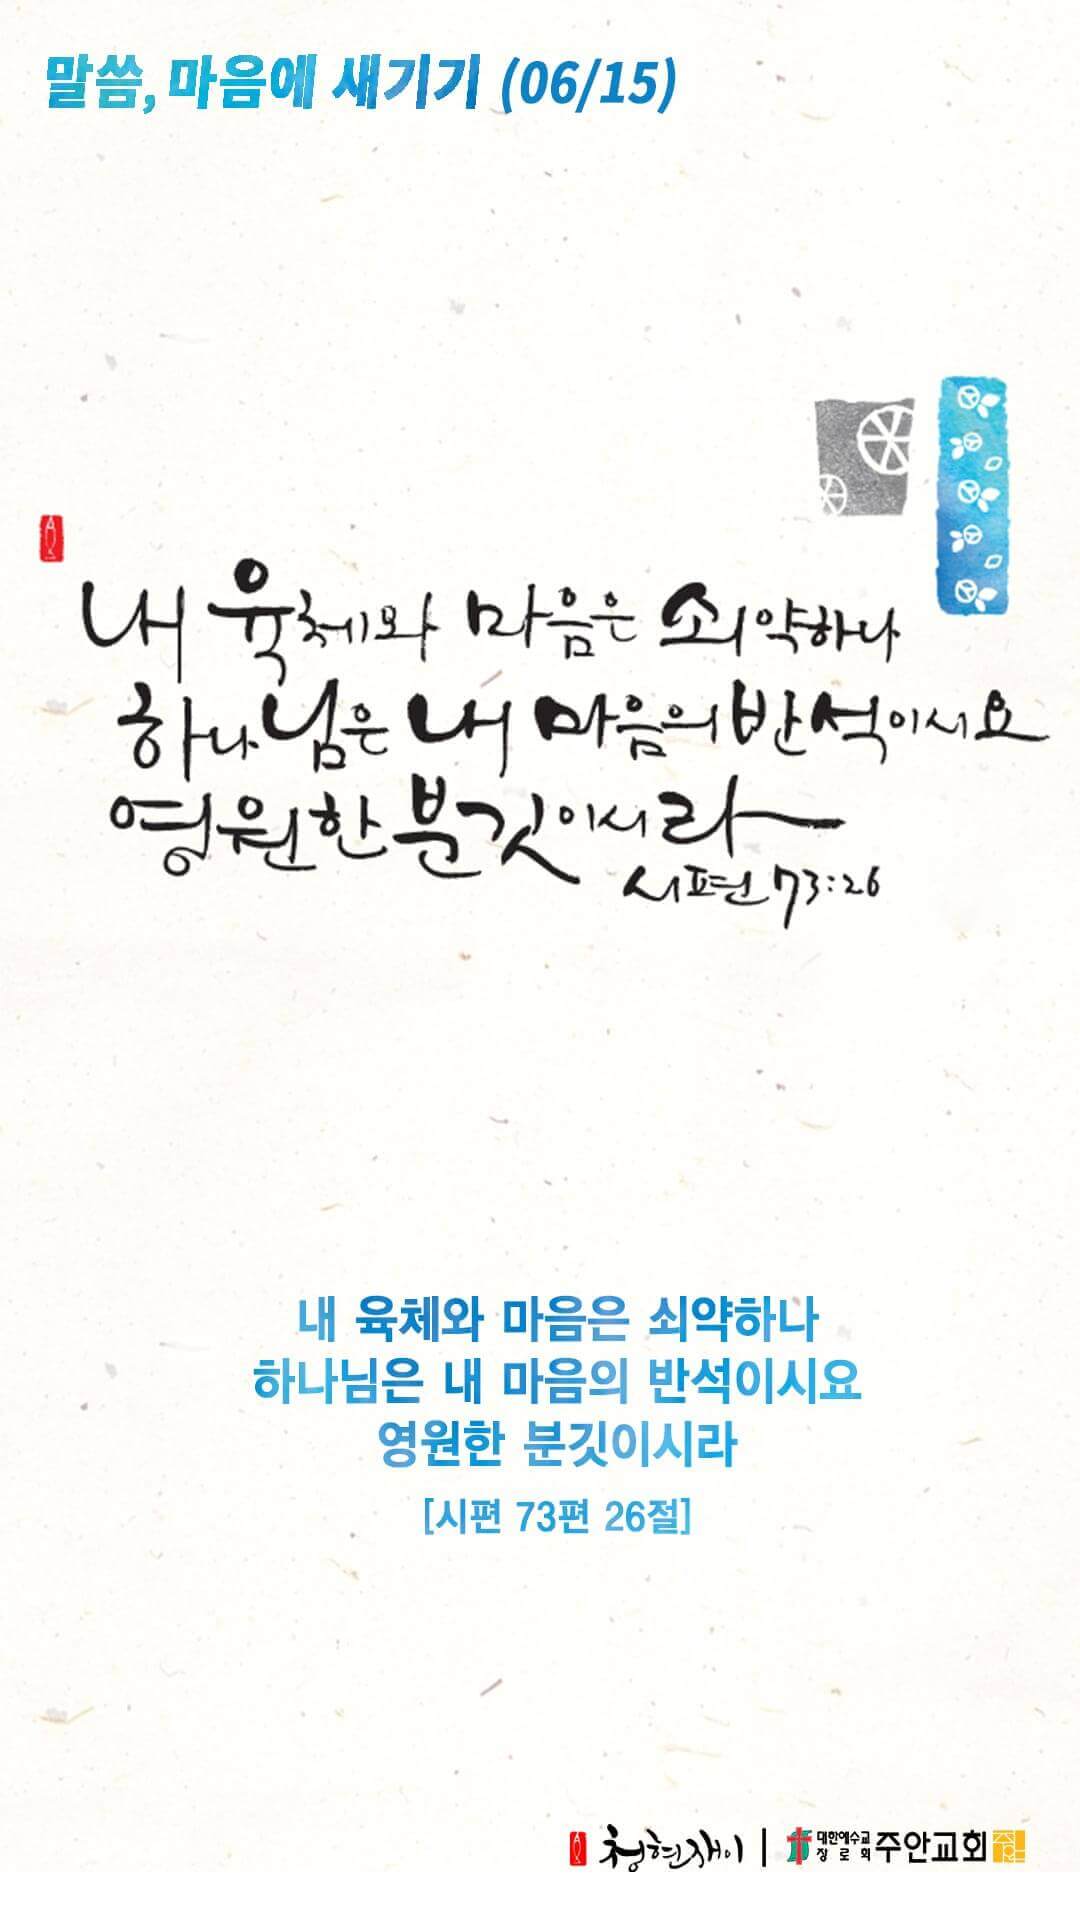 말씀, 마음에 새기기 (06/15)
내 육체와 마음은 쇠약하나
하나님은 내 마음의 반석이시요
영원한 분깃이시라
시편 73:26
내 육체와 마음은 쇠약하나
하나님은 내 마음의 반석이시요
영원한 분깃이시라
[시편 73편 26절]
청현재이 | 대한예수교장로회 주안교회